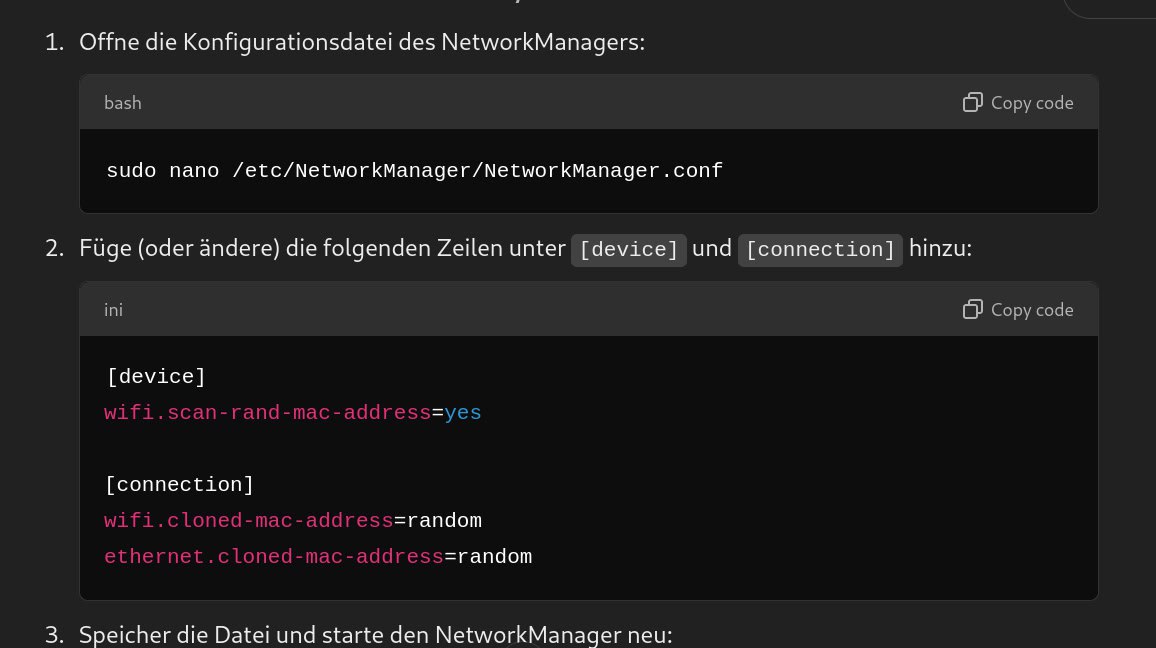 1. Öffne die Konfigurationsdatei des NetworkManagers:
bash Copy code
sudo nano /etc/NetworkManager/NetworkManager.conf
2. Füge (oder ändere) die folgenden Zeilen unter [device] und [connection] hinzu:
ini Copy code
[device]
wifi.scan-rand-mac-address=yes
[connection]
wifi.cloned-mac-address=random
ethernet.cloned-mac-address=random
3. Speicher die Datei und starte den NetworkManager neu: